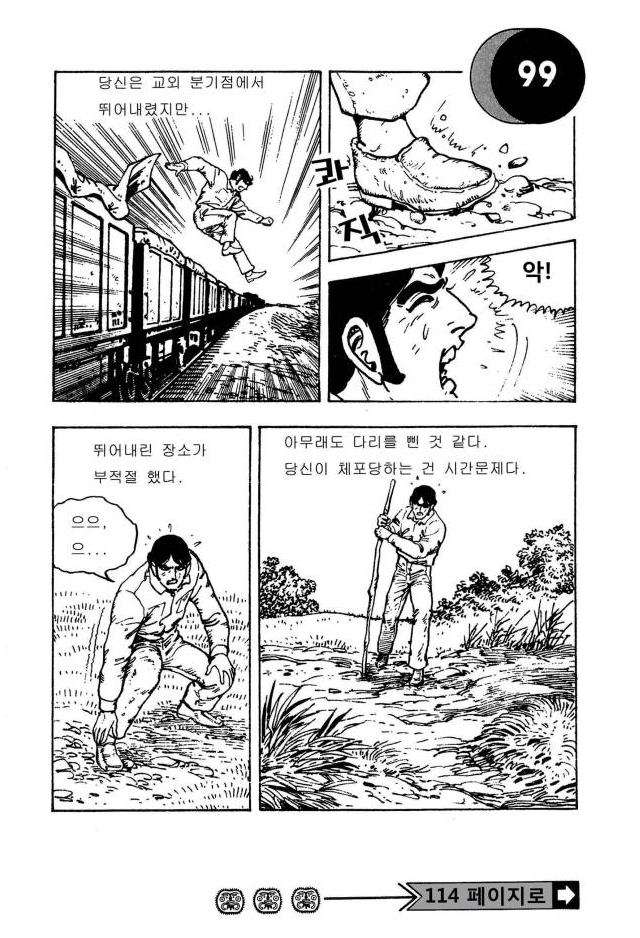 99
당신은 교외 분기점에서
뛰어내렸지만...
콰
직
악!
뛰어내린 장소가
부적절 했다.
으으,
으...
아무래도 다리를 삔 것 같다.
당신이 체포당하는 건 시간문제다.
114 페이지로